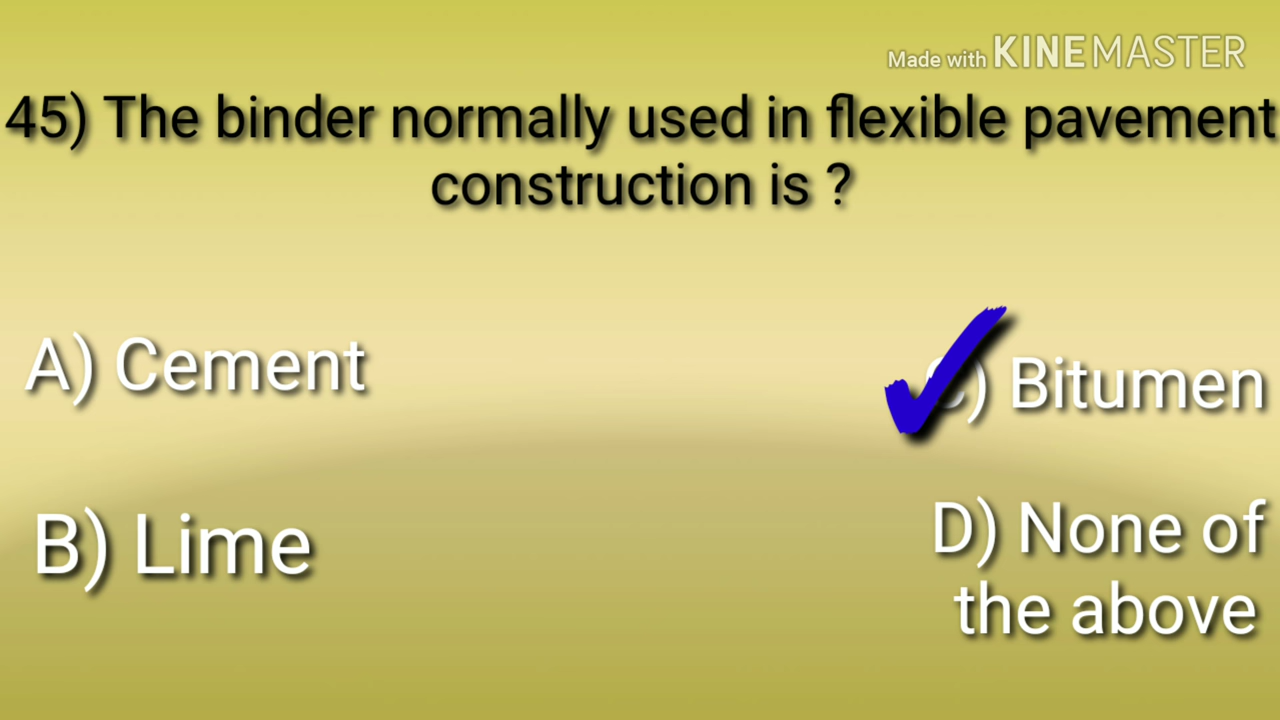 Made with KINEMASTER
45) The binder normally used in flexible pavement
construction is ?
A) Cement
C) Bitumen
B) Lime
D) None of
the above